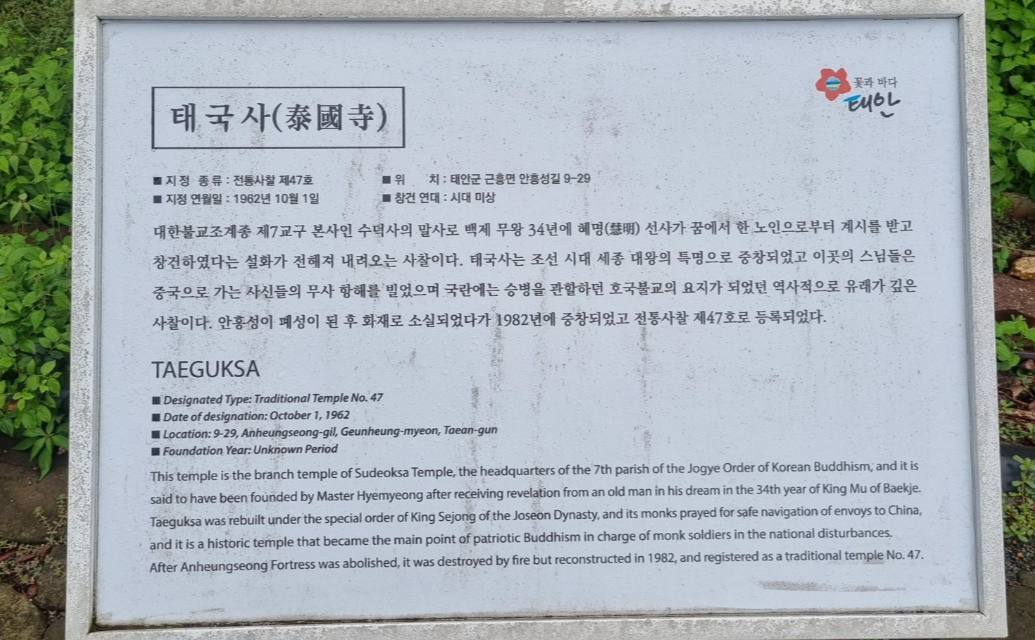 태국사(泰國寺)
꽃과 바다
태안
■ 지정 종류 : 전통사찰 제47호
■ 위 치 : 태안군 근흥면 안흥성길 9-29
■ 지정 연월일 : 1962년 10월 1일
■ 창건 연대 : 시대 미상
대한불교조계종 제7교구 본사인 수덕사의 말사로 백제 무왕 34년에 혜명(慧明) 선사가 꿈에서 한 노인으로부터 계시를 받고
창건하였다는 설화가 전해져 내려오는 사찰이다. 태국사는 조선 시대 세종 대왕의 특명으로 중창되었고 이곳의 스님들은
중국으로 가는 사신들의 무사 항해를 빌었으며 국란에는 승병을 관할하던 호국불교의 요지가 되었던 역사적으로 유래가 깊은
사찰이다. 안흥성이 폐성이 된 후 화재로 소실되었다가 1982년에 중창되었고 전통사찰 제47호로 등록되었다.
TAEGUKSA
■ Designated Type: Traditional Temple No. 47
■ Date of designation: October 1, 1962
■ Location: 9-29, Anheungseong-gil, Geunheung-myeon, Taean-gun
■ Foundation Year: Unknown Period
This temple is the branch temple of Sudeoksa Temple, the headquarters of the 7th parish of the Jogye Order of Korean Buddhism, and it is
said to have been founded by Master Hyemyeong after receiving revelation from an old man in his dream in the 34th year of King Mu of Baekje.
Taeguksa was rebuilt under the special order of King Sejong of the Joseon Dynasty, and its monks prayed for safe navigation of envoys to China,
and it is a historic temple that became the main point of patriotic Buddhism in charge of monk soldiers in the national disturbances.
After Anheungseong Fortress was abolished, it was destroyed by fire but reconstructed in 1982, and registered as a traditional temple No. 47.